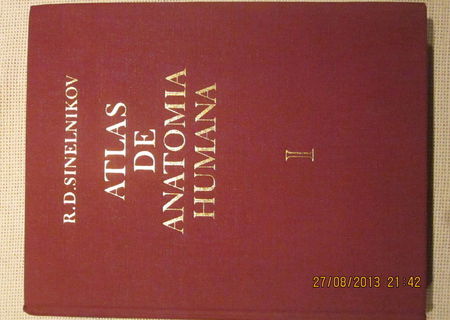 R.D.SINELNIKOV
ATLAS
DE
ANATOMIA
HUMANA
I
27/08/2013 21:42